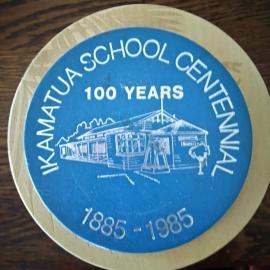 IKAMATUA SCHOOL CENTENNIAL
100 YEARS
1885 - 1985